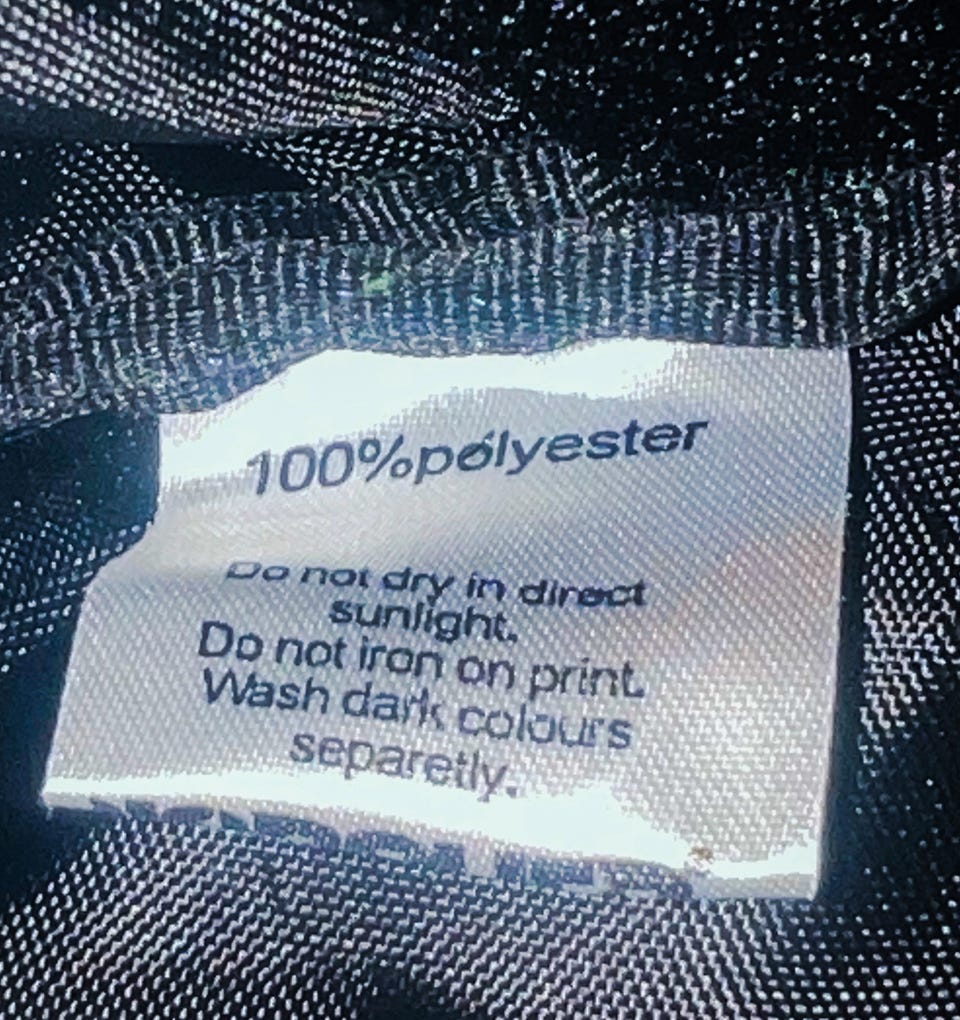 100%polyester
Do not dry in direct
sunlight.
Do not iron on print.
Wash dark colours
separetly.